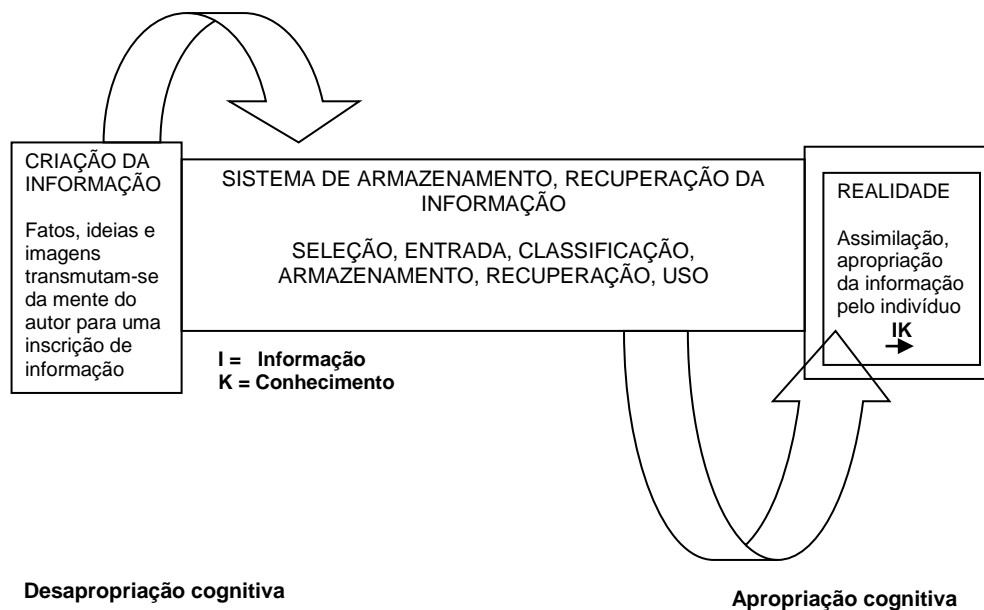 CRIAÇÃO DA
INFORMAÇÃO
Fatos, ideias e
imagens
transmutam-se
da mente do
autor para uma
inscrição de
informação
SISTEMA DE ARMAZENAMENTO, RECUPERAÇÃO DA
INFORMAÇÃO
SELEÇÃO, ENTRADA, CLASSIFICAÇÃO,
ARMAZENAMENTO, RECUPERAÇÃO, USO
REALIDADE
Assimilação,
apropriação
da informação
pelo indivíduo
IK
I = Informação
K = Conhecimento
Desapropriação cognitiva
Apropriação cognitiva